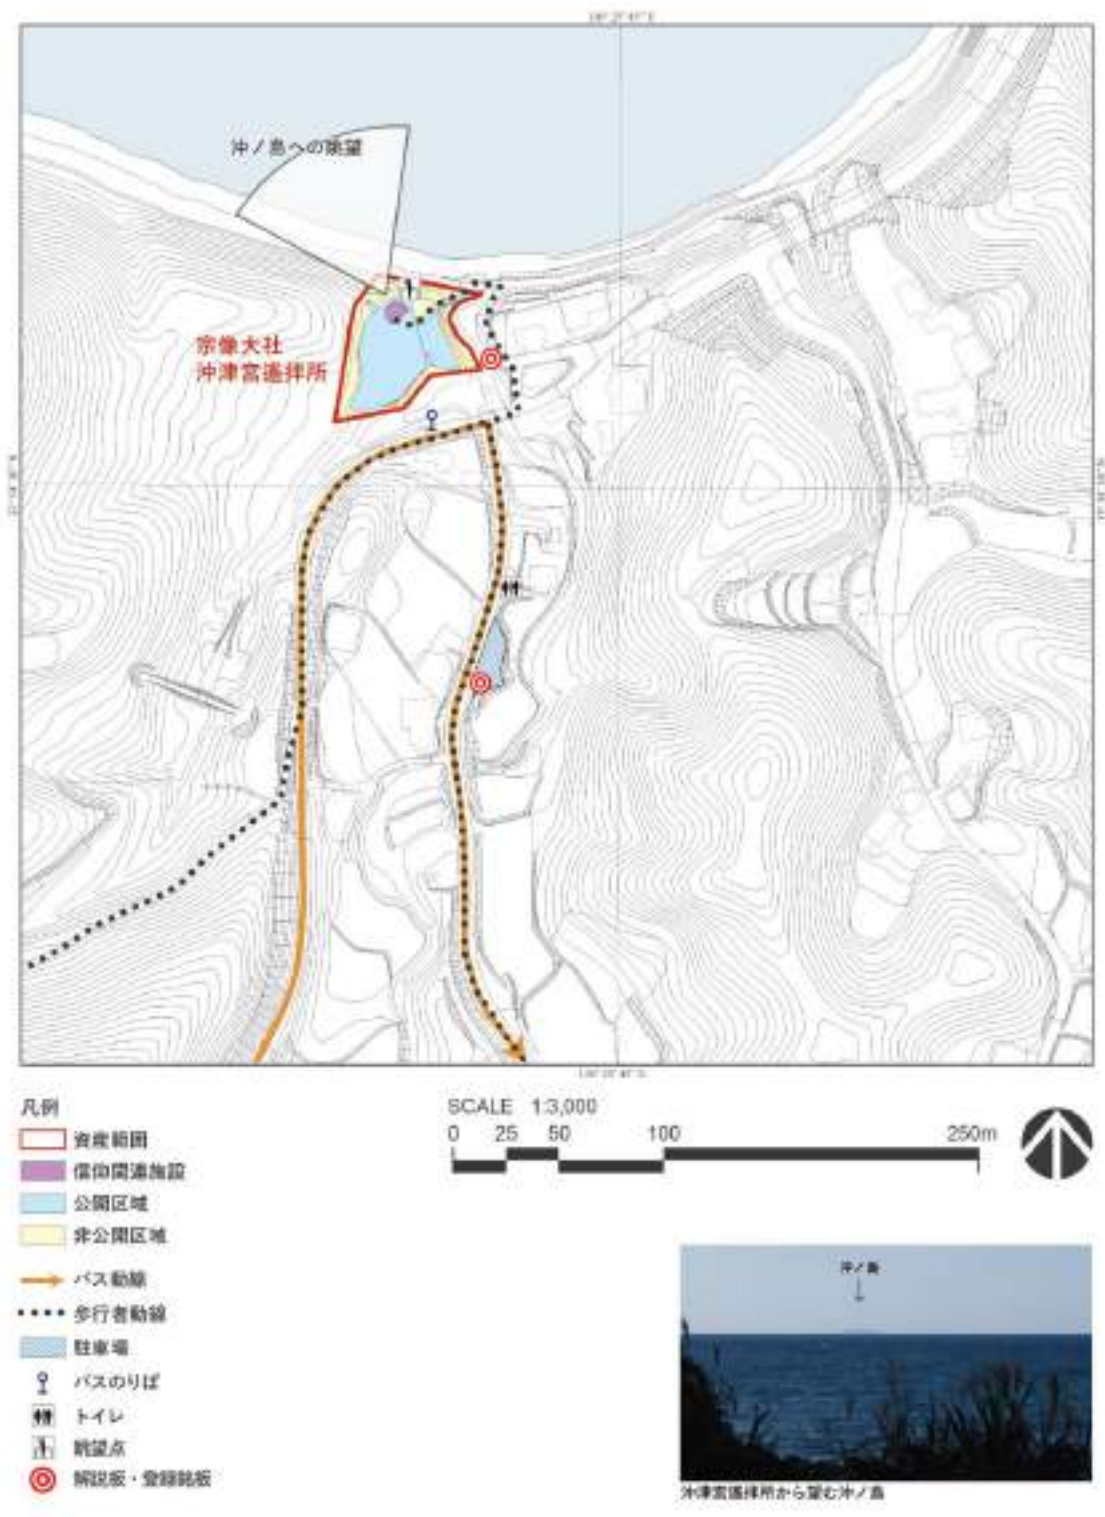 沖ノ島への眺望
宗像大社
沖津宮遥拝所
凡例
資産範囲
信仰関連施設
公開区域
非公開区域
バス動線
歩行者動線
駐車場
バスのりば
トイレ
眺望点
解説板・登録銘板
SCALE 1:3,000
0 25 50 100 250m
沖ノ島
沖津宮遥拝所から望む沖ノ島